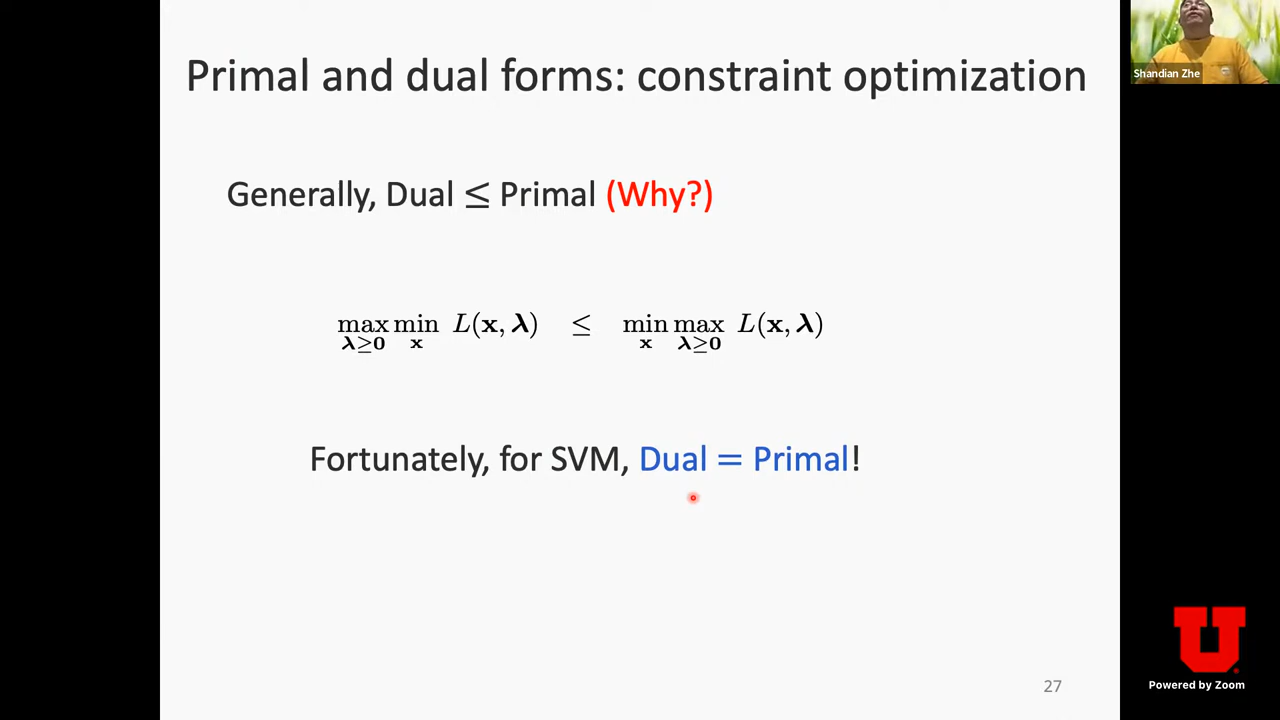 Primal and dual forms: constraint optimization
Shandian Zhe
Generally, Dual ≤ Primal (Why?)
max min L(x, λ) ≤ min max L(x, λ)
λ≥0 x x λ≥0
Fortunately, for SVM, Dual = Primal!
U
Powered by Zoom
27